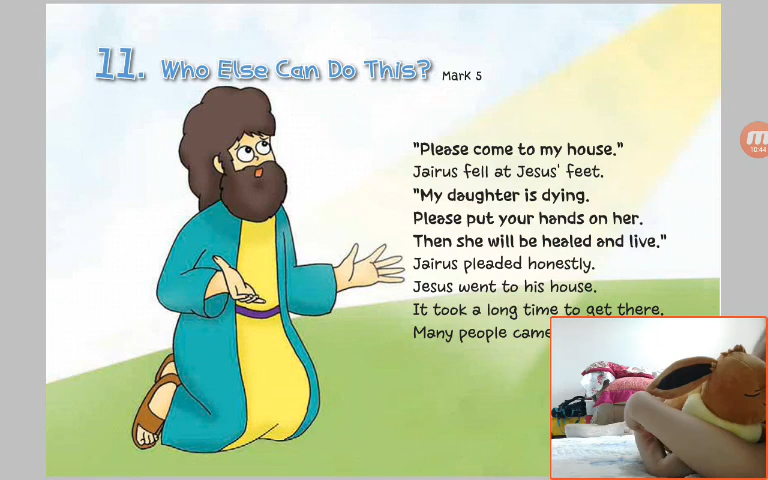 11. Who Else Can Do This? Mark 5
"Please come to my house."
Jairus fell at Jesus' feet.
"My daughter is dying.
Please put your hands on her.
Then she will be healed and live."
Jairus pleaded honestly.
Jesus went to his house.
It took a long time to get there.
Many people came
M
10:44